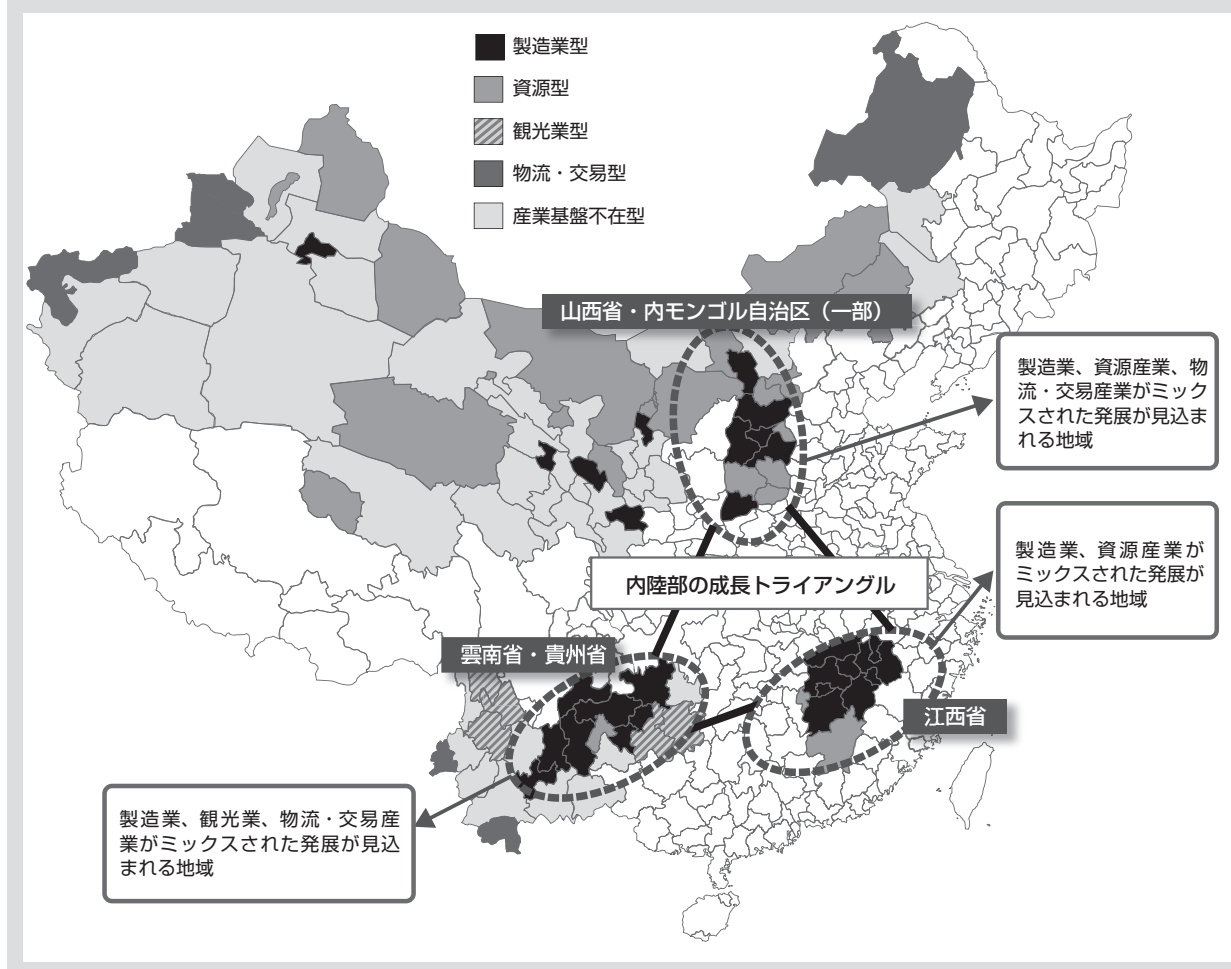 製造業型
資源型
観光業型
物流・交易型
産業基盤不在型
山西省・内モンゴル自治区（一部）
製造業、資源産業、物
流・交易産業がミック
スされた発展が見込ま
れる地域
製造業、資源産業が
ミックスされた発展が
見込まれる地域
内陸部の成長トライアングル
雲南省・貴州省
江西省
製造業、観光業、物流・交易産
業がミックスされた発展が見込
まれる地域